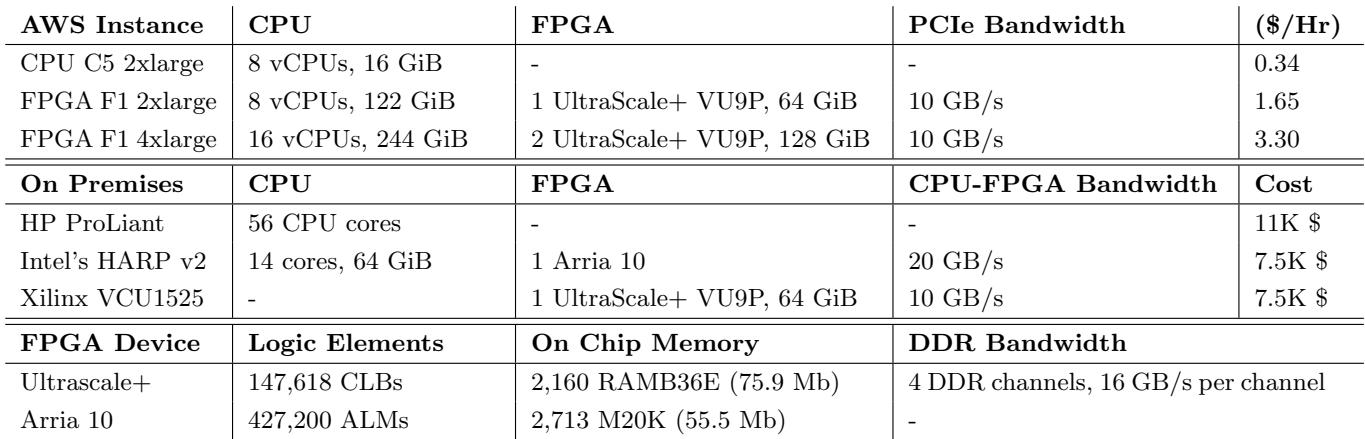 AWS Instance CPU FPGA PCIe Bandwidth ($/Hr)
CPU C5 2xlarge 8 vCPUs, 16 GiB - - 0.34
FPGA F1 2xlarge 8 vCPUs, 122 GiB 1 UltraScale+ VU9P, 64 GiB 10 GB/s 1.65
FPGA F1 4xlarge 16 vCPUs, 244 GiB 2 UltraScale+ VU9P, 128 GiB 10 GB/s 3.30
On Premises CPU FPGA CPU-FPGA Bandwidth Cost
HP ProLiant 56 CPU cores - - 11K $
Intel's HARP v2 14 cores, 64 GiB 1 Arria 10 20 GB/s 7.5K $
Xilinx VCU1525 - 1 UltraScale+ VU9P, 64 GiB 10 GB/s 7.5K $
FPGA Device Logic Elements On Chip Memory DDR Bandwidth
Ultrascale+ 147,618 CLBs 2,160 RAMB36E (75.9 Mb) 4 DDR channels, 16 GB/s per channel
Arria 10 427,200 ALMs 2,713 M20K (55.5 Mb) -